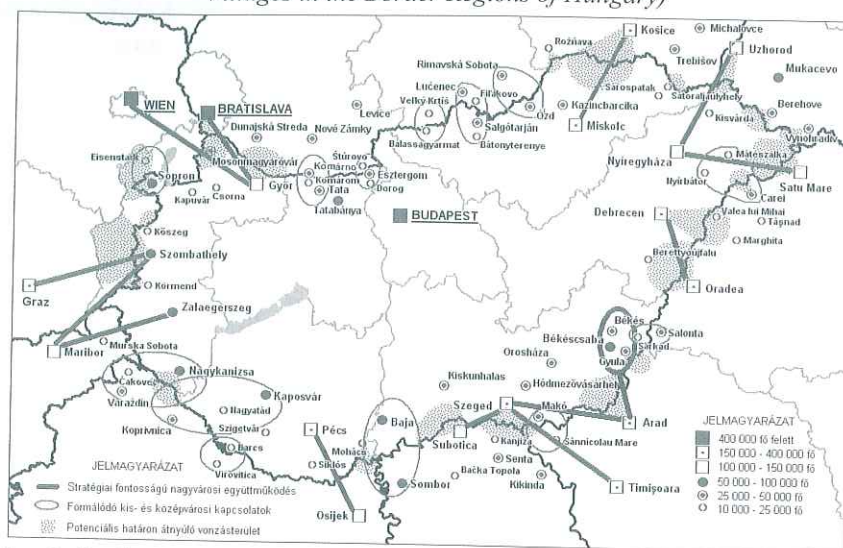 Villages in the Border Regions of Hungary)
Košice
Michalovce
Uzhorod
Rožňava
Trebišov
Mukacevo
Rimavská Sobota
Sárospatak
Sátoraljaújhely
WIEN
BRATISLAVA
Lučenec
Fiľakovo
Ózd
Kazincbarcika
Berehove
Levice
Veľký Krtíš
Kisvárda
Vynohradiv
Dunajská Streda
Nové Zámky
Salgótarján
Miskolc
Balassagyarmat
Bátonyterenye
Eisenstadt
Mosonmagyaróvár
Štúrovo
Nyíregyháza
Mátészalka
Komárno
Esztergom
Sopron
Komárom
Dorog
Nyírbátor
Satu Mare
Kapuvár
Csorna
Győr
Tata
Carei
Tatabánya
BUDAPEST
Debrecen
Valea lui Mihai
Tăşnad
Kőszeg
Marghita
Szombathely
Berettyóújfalu
Körmend
Graz
Zalaegerszeg
Oradea
Békés
Maribor
Murska Sobota
Békéscsaba
Salonta
Sarkad
Orosháza
Gyula
Nagykanizsa
Čakovec
Kiskunhalas
Hódmezővásárhely
Kaposvár
Varaždin
Nagyatád
Szeged
Makó
Pécs
Baja
Arad
Koprivnica
Szigetvár
Subotica
Kanjiža
Sânnicolau Mare
Barcs
Mohács
Senta
Siklós
Bačka Topola
Virovitica
Sombor
Kikinda
Timişoara
Osijek
JELMAGYARÁZAT
Stratégiai fontosságú nagyvárosi együttműködés
Formálódó kis- és középvárosi kapcsolatok
Potenciális határon átnyúló vonzásterület
JELMAGYARÁZAT
400 000 fő felett
150 000 - 400 000 fő
100 000 - 150 000 fő
50 000 - 100 000 fő
25 000 - 50 000 fő
10 000 - 25 000 fő